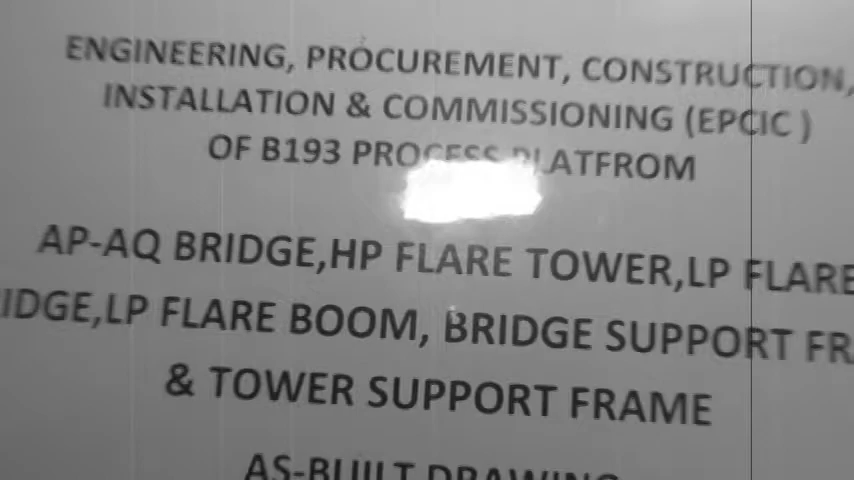 ENGINEERING, PROCUREMENT, CONSTRUCTION,
INSTALLATION & COMMISSIONING (EPCIC )
OF B193 PROCESS PLATFROM
AP-AQ BRIDGE,HP FLARE TOWER,LP FLARE
IDGE,LP FLARE BOOM, BRIDGE SUPPORT FR
& TOWER SUPPORT FRAME
AS-BUILT DRAWING